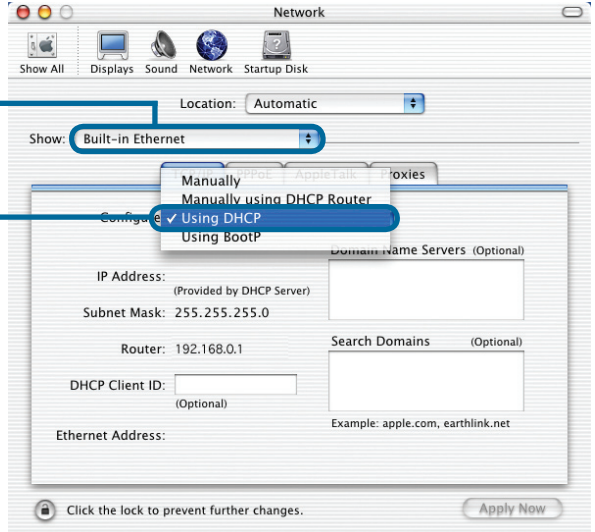 Network
Show All Displays Sound Network Startup Disk
Location: Automatic
Show: Built-in Ethernet
TCP/IP PPPoE AppleTalk Proxies
Manually
Manually using DHCP Router
Configure ✓ Using DHCP
Using BootP
Domain Name Servers (Optional)
IP Address:
(Provided by DHCP Server)
Subnet Mask: 255.255.255.0
Router: 192.168.0.1
Search Domains (Optional)
DHCP Client ID:
(Optional)
Example: apple.com, earthlink.net
Ethernet Address:
Click the lock to prevent further changes.
Apply Now